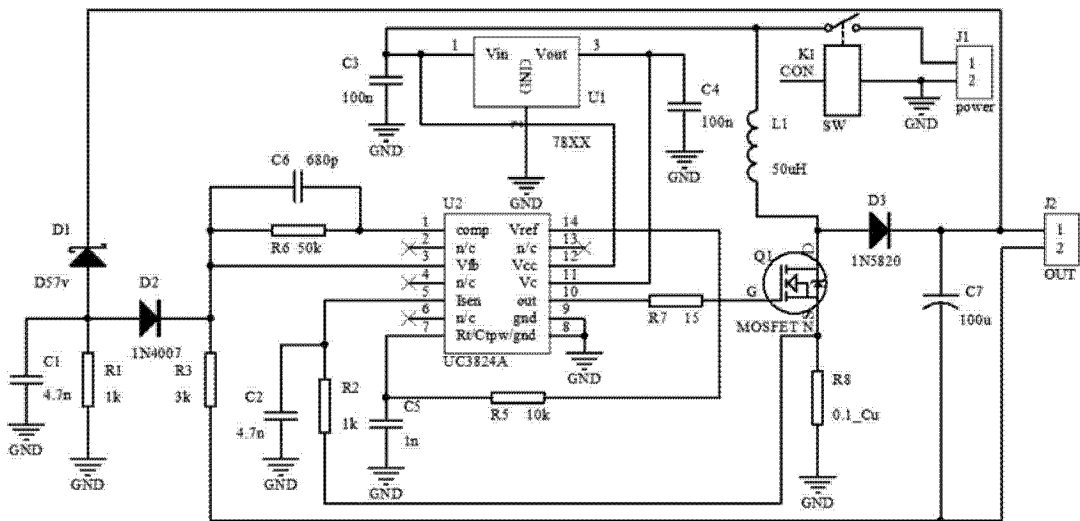 J1
1
2
power
K1
CON
SW
GND
C3
100n
GND
1
Vin
Vout
3
GND
2
U1
78XX
GND
C4
100n
GND
L1
50uH
C6
680p
R6
50k
U2
1
comp
2
n/c
3
Vfb
4
n/c
5
Isen
6
n/c
7
Rt/Ctpw/gnd
14
Vref
13
n/c
12
Vcc
11
Vc
10
out
9
gnd
8
UC3824A
GND
D1
D57v
D2
1N4007
C1
4.7n
GND
R1
1k
GND
R3
3k
C2
4.7n
GND
R2
1k
C5
1n
GND
R5
10k
R7
15
Q1
G
D
S
MOSFET N
D3
1N5820
J2
1
2
OUT
C7
100u
R8
0.1_Cu
GND